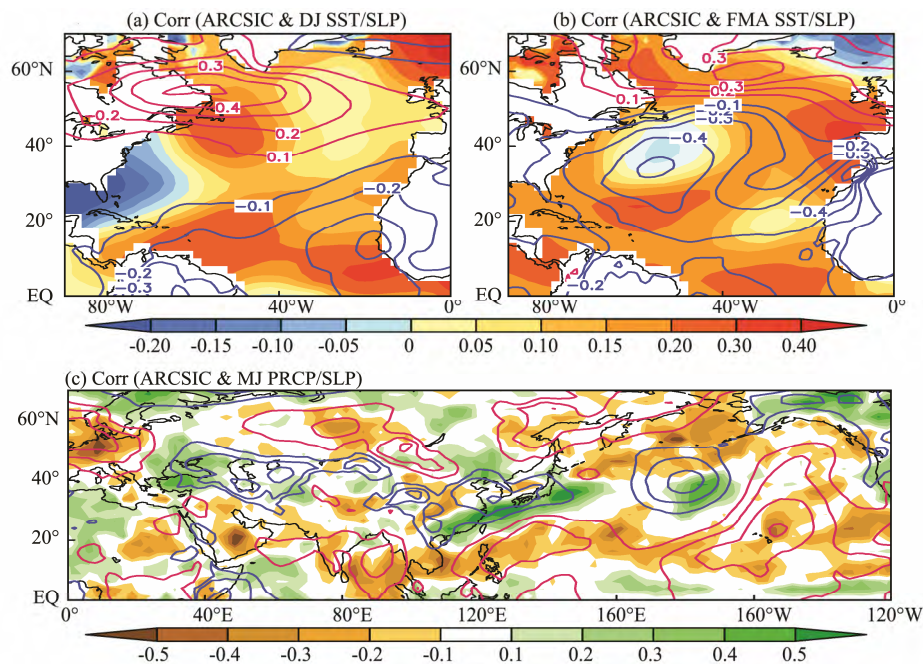 (a) Corr (ARCSIC & DJ SST/SLP)
(b) Corr (ARCSIC & FMA SST/SLP)
60°N
40°
20°
EQ
80°W
40°W
0°
0.3
0.4
0.2
0.2
0.1
-0.2
-0.1
-0.2
-0.3
60°N
40°
20°
EQ
80°W
40°W
0°
0.3
0.3
0.1
-0.1
-0.3
-0.4
-0.2
-0.3
-0.4
-0.2
-0.20
-0.15
-0.10
-0.05
0
0.05
0.10
0.15
0.20
0.30
0.40
(c) Corr (ARCSIC & MJ PRCP/SLP)
60°N
40°
20°
EQ
0°
40°E
80°E
120°E
160°E
160°W
120°W
-0.5
-0.4
-0.3
-0.2
-0.1
0.1
0.2
0.3
0.4
0.5